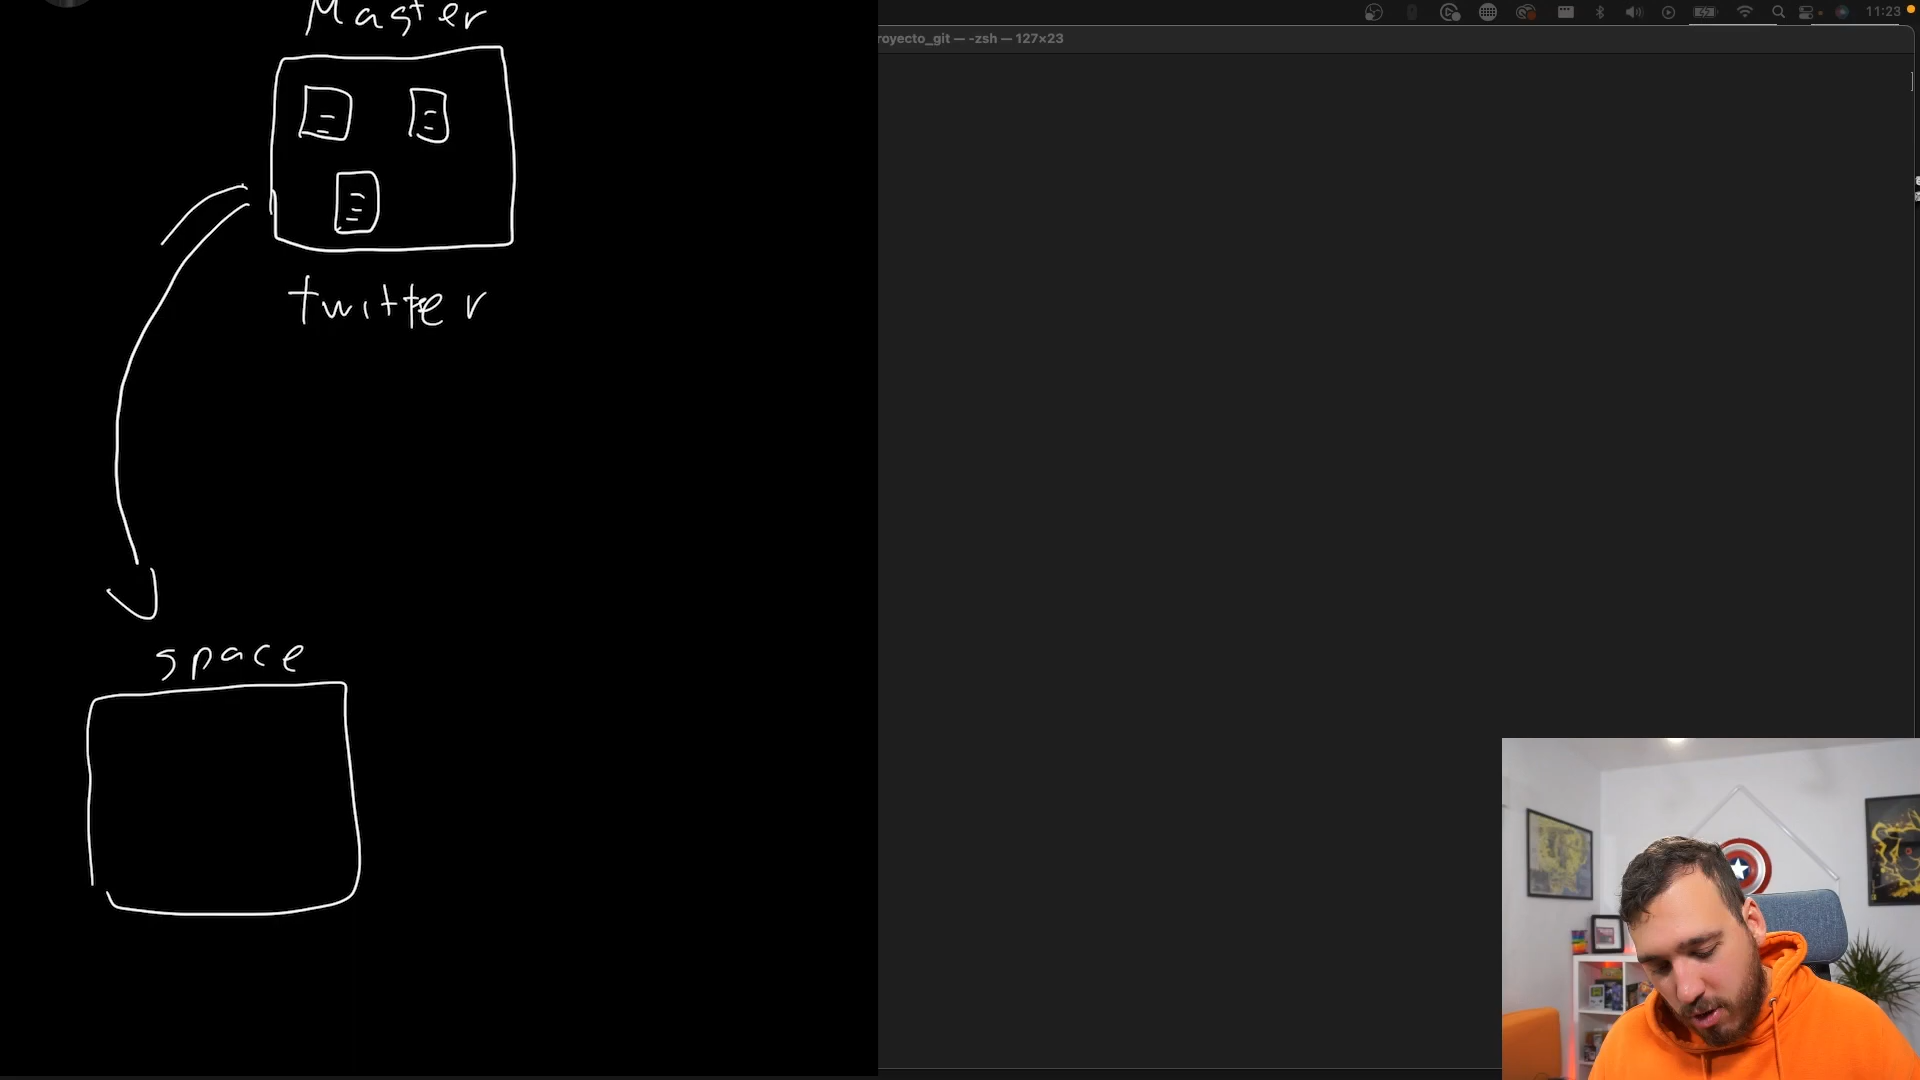 Master
11:23
royecto_git — -zsh — 127×23
twitter
space